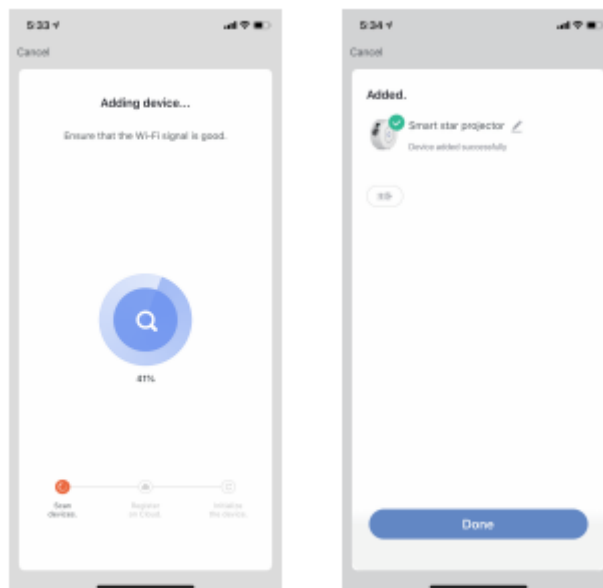 5:33
Cancel
Adding device...
Ensure that the Wi-Fi signal is good.
41%
Scan
devices.
Register
on Cloud.
Initialize
the device.
5:34
Cancel
Added.
Smart star projector
Device added successfully
Done